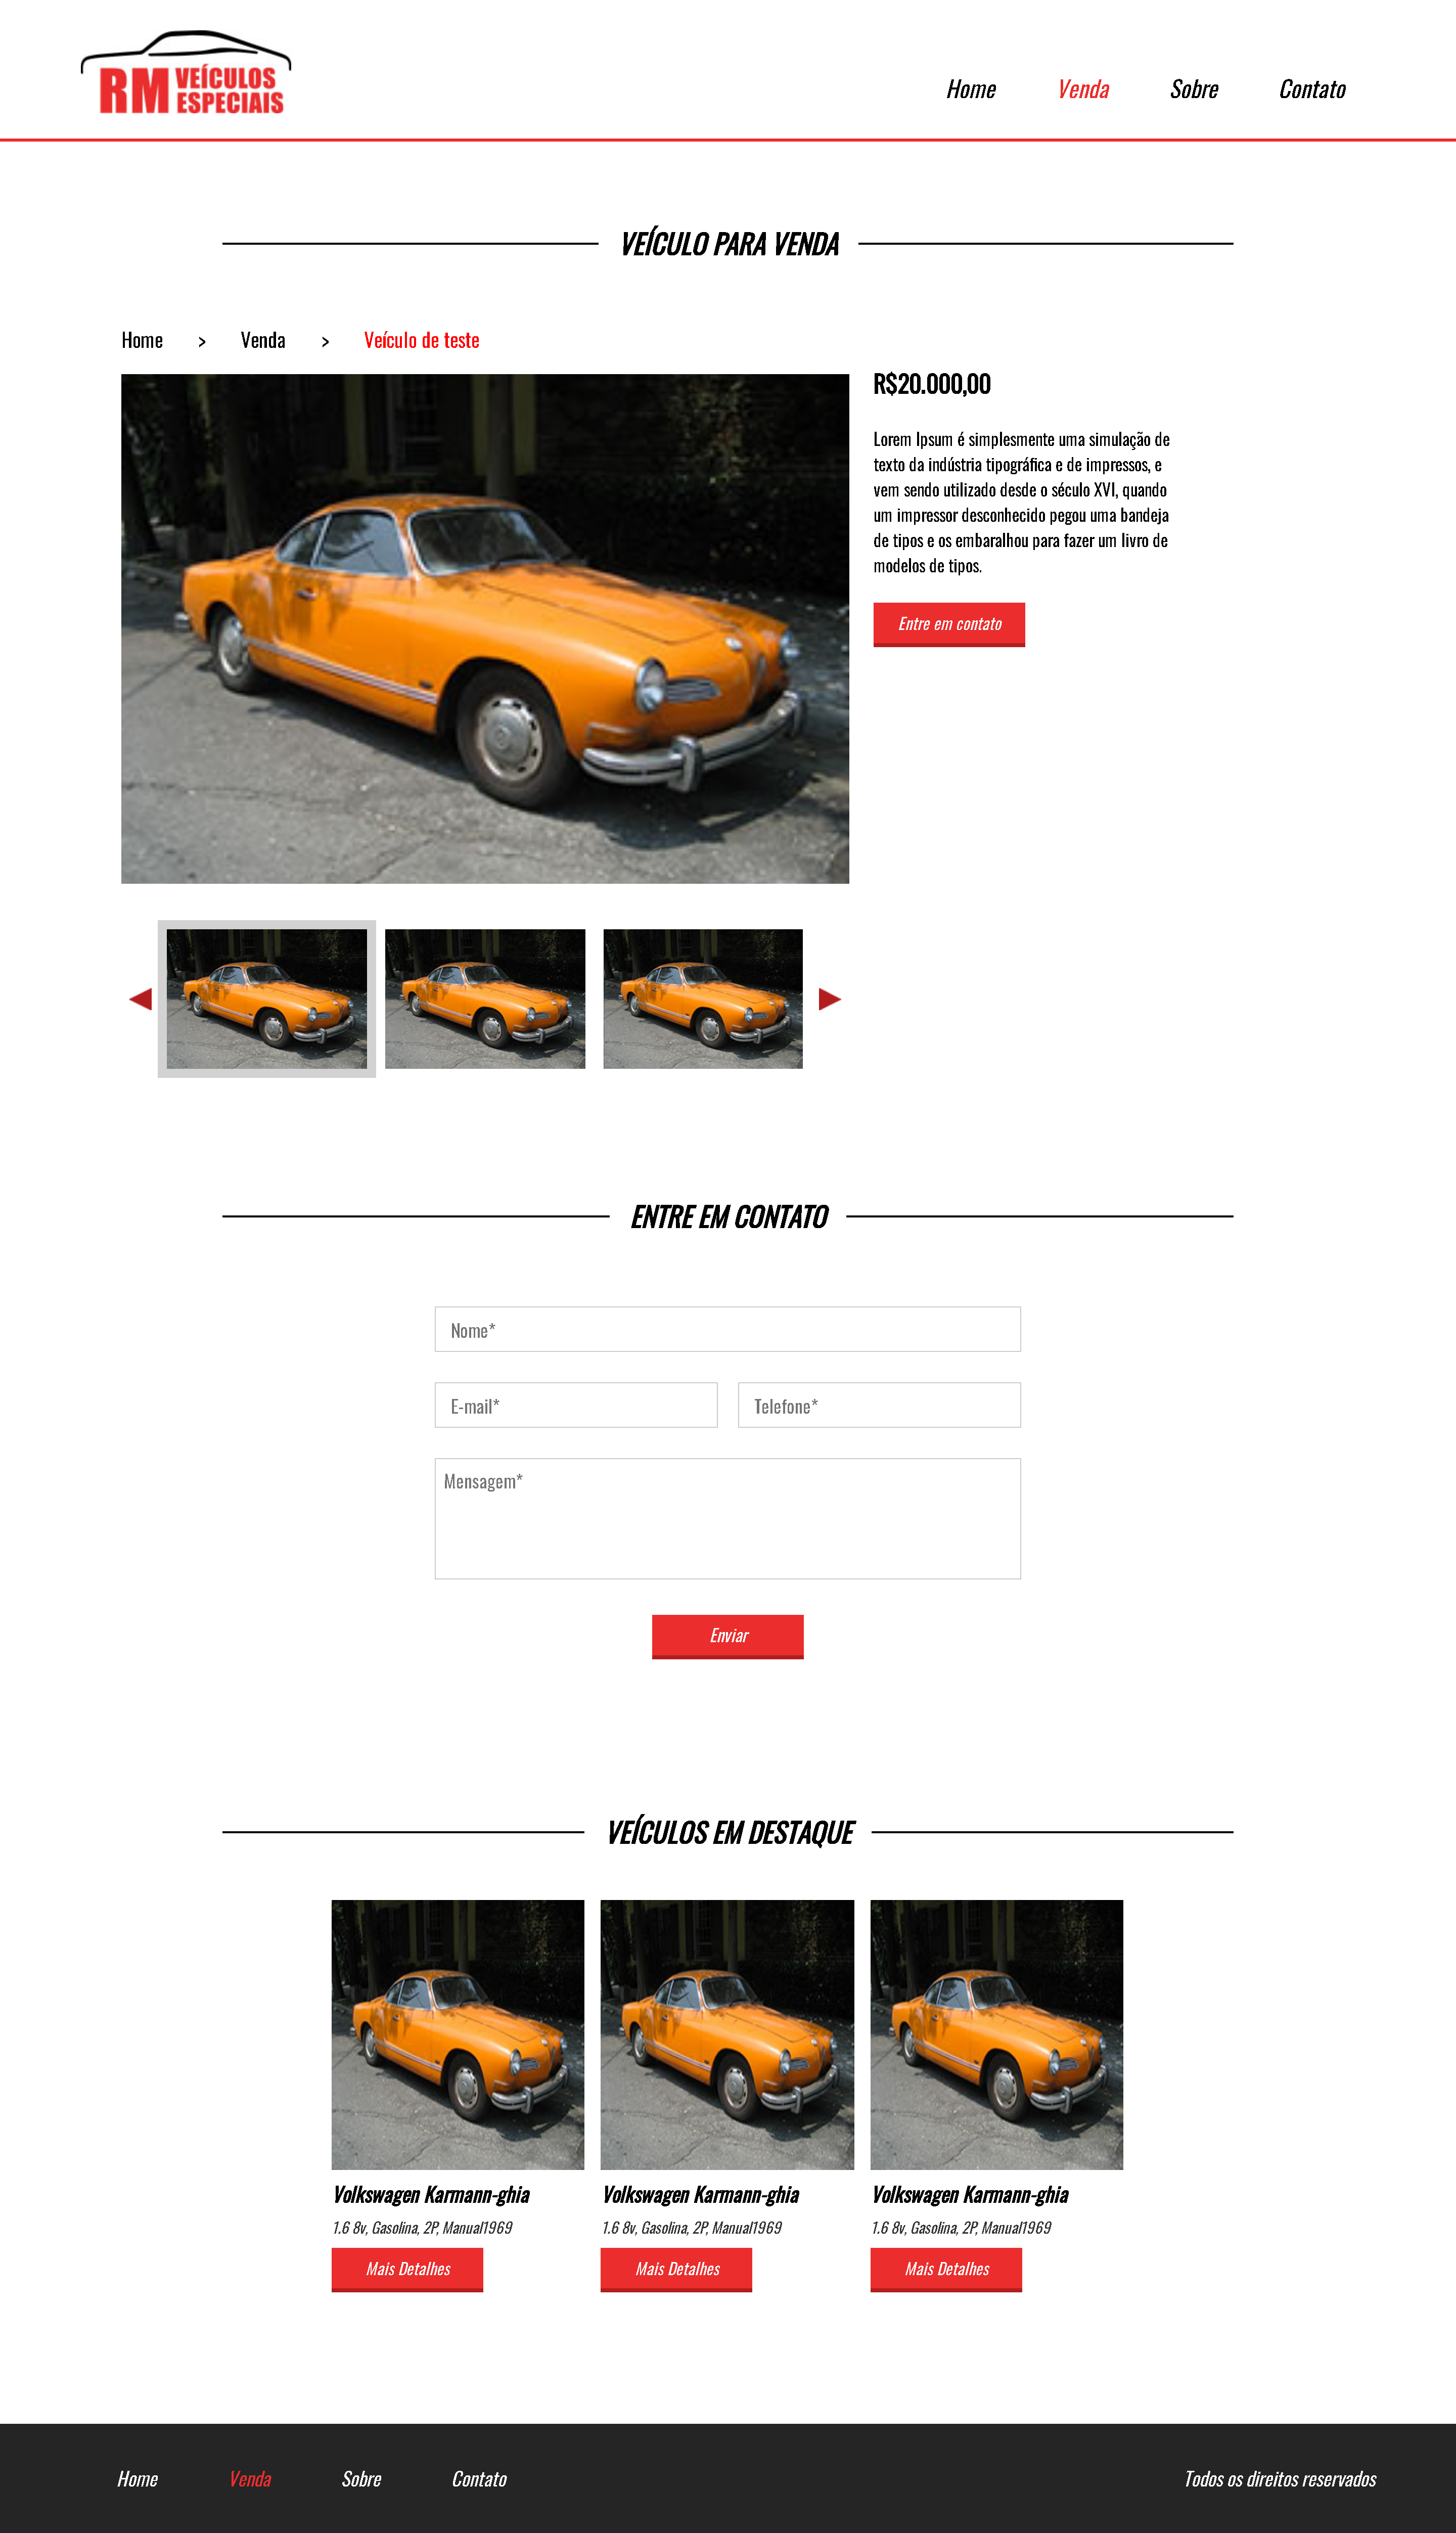 RM VEÍCULOS
ESPECIAIS
Home Venda Sobre Contato
VEÍCULO PARA VENDA
Home > Venda > Veículo de teste
R$20.000,00
Lorem Ipsum é simplesmente uma simulação de
texto da indústria tipográfica e de impressos, e
vem sendo utilizado desde o século XVI, quando
um impressor desconhecido pegou uma bandeja
de tipos e os embaralhou para fazer um livro de
modelos de tipos.
Entre em contato
ENTRE EM CONTATO
Nome*
E-mail* Telefone*
Mensagem*
Enviar
VEÍCULOS EM DESTAQUE
Volkswagen Karmann-ghia Volkswagen Karmann-ghia Volkswagen Karmann-ghia
1.6 8v, Gasolina, 2P, Manual1969 1.6 8v, Gasolina, 2P, Manual1969 1.6 8v, Gasolina, 2P, Manual1969
Mais Detalhes Mais Detalhes Mais Detalhes
Home Venda Sobre Contato Todos os direitos reservados